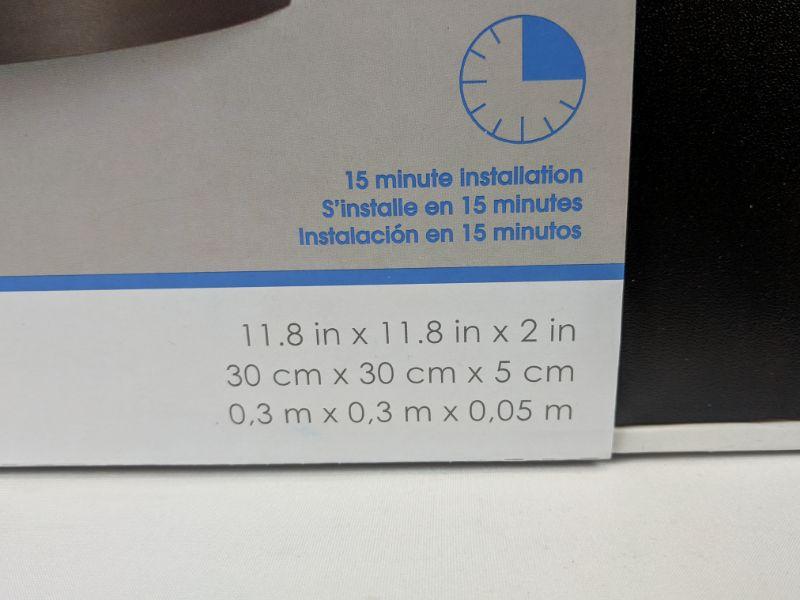 15 minute installation
S'installe en 15 minutes
Instalación en 15 minutos
11.8 in x 11.8 in x 2 in
30 cm x 30 cm x 5 cm
0,3 m x 0,3 m x 0,05 m